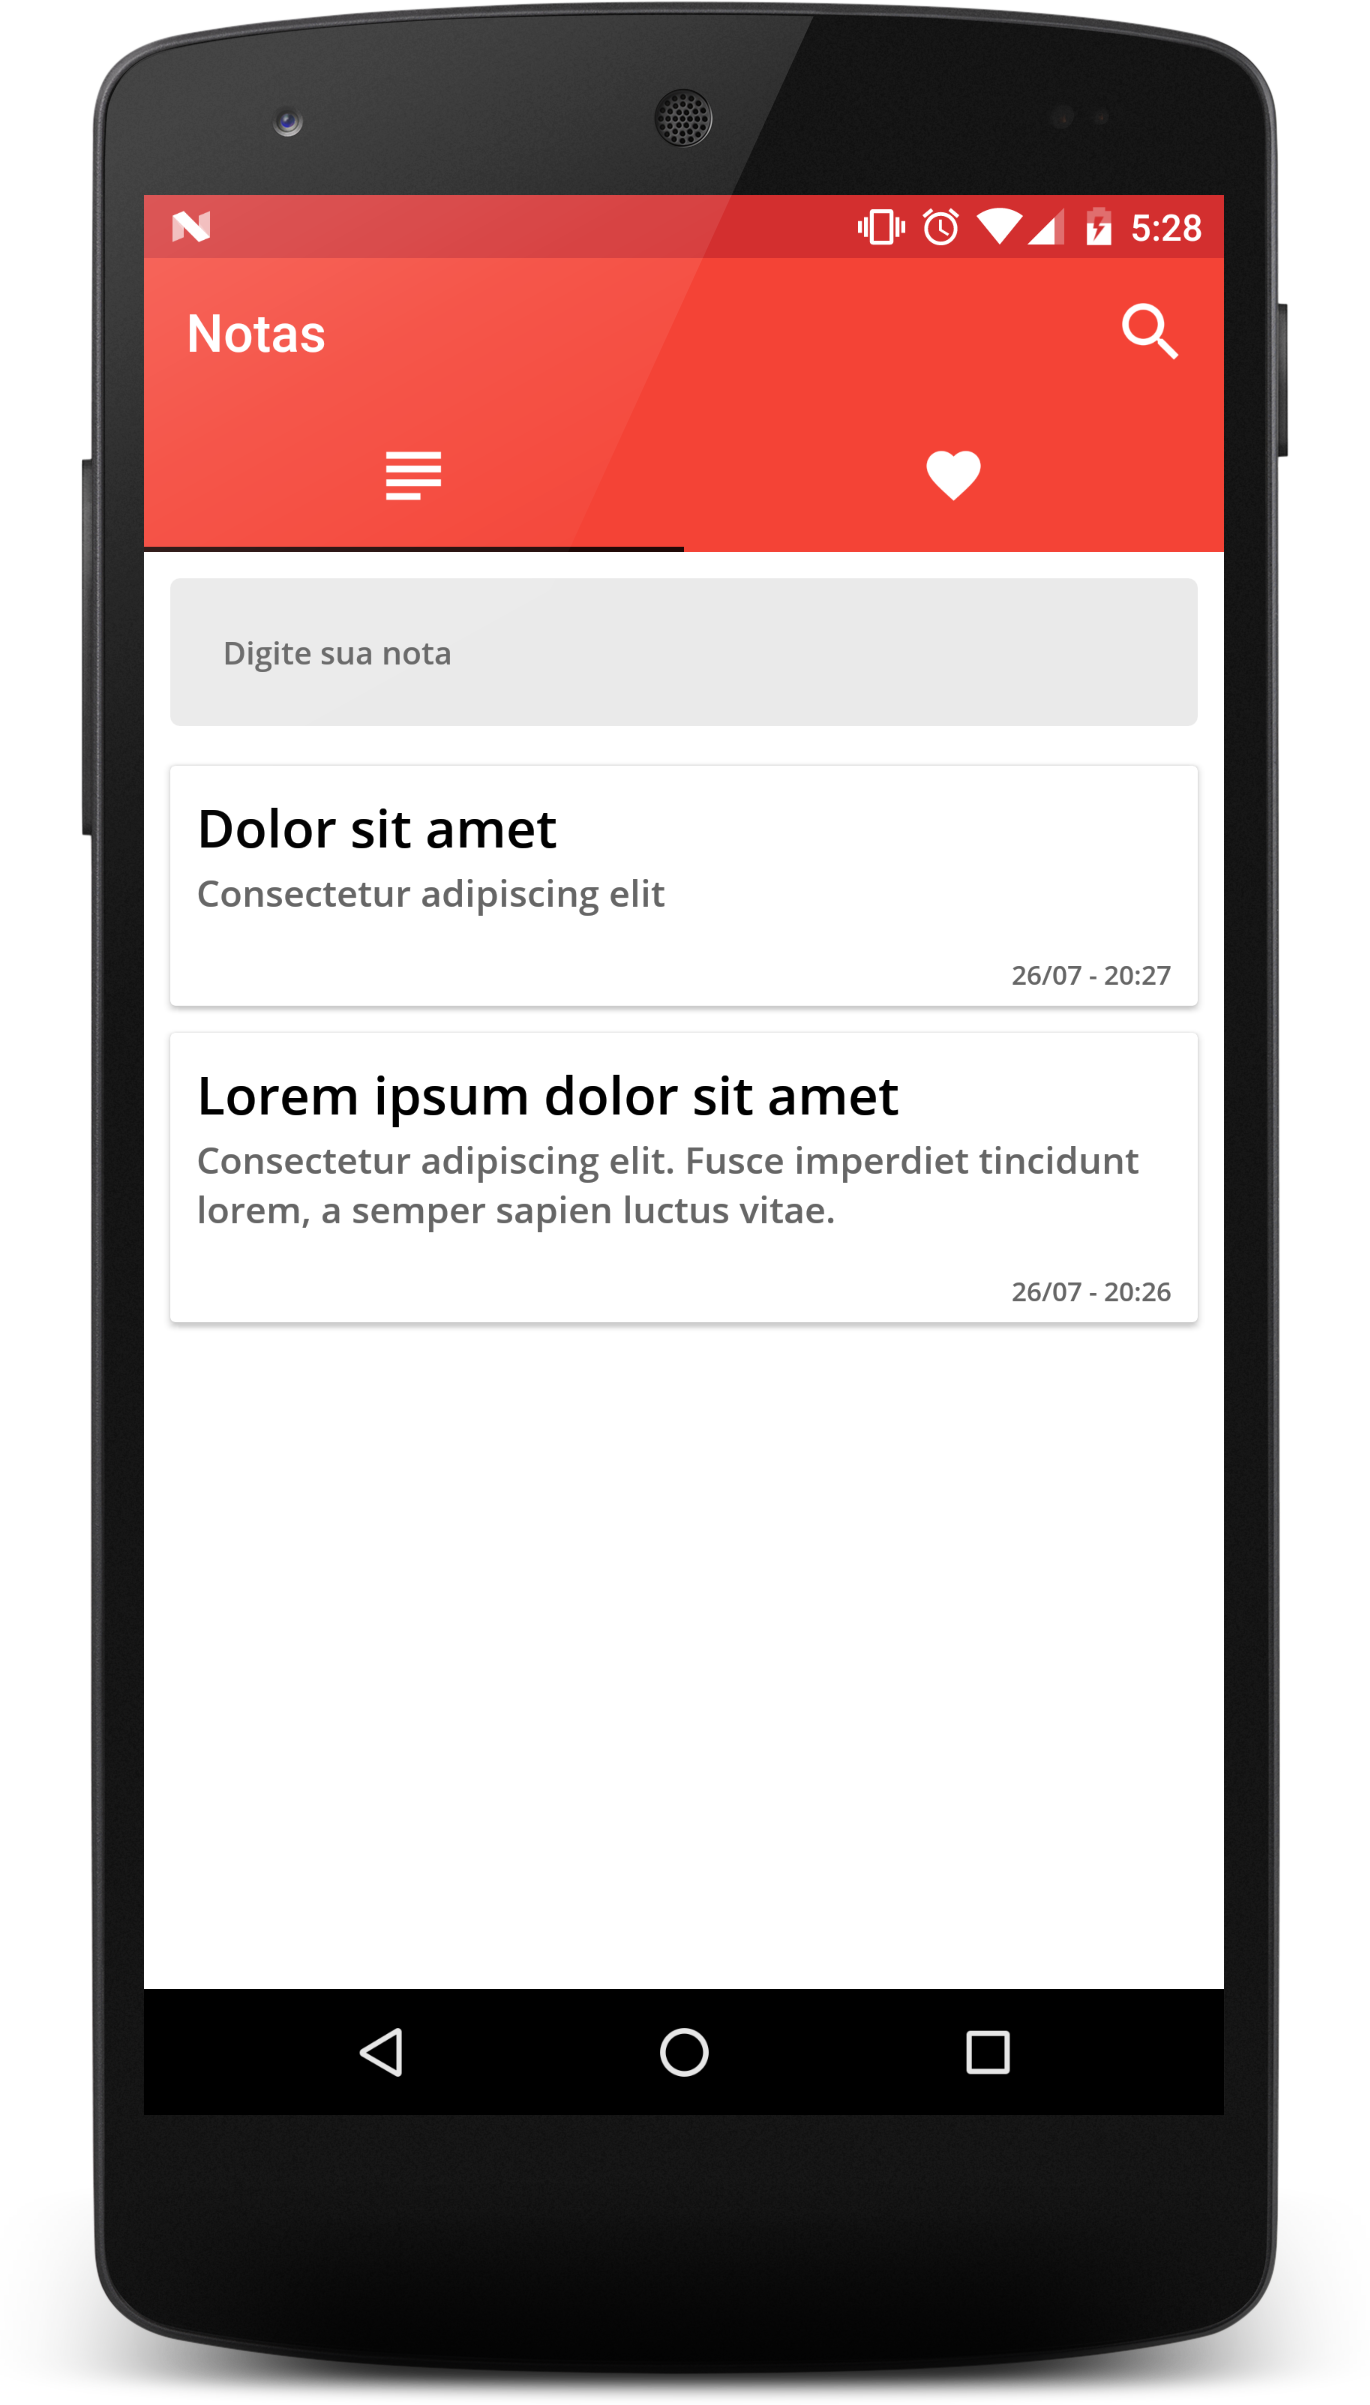 5:28
Notas
Digite sua nota
Dolor sit amet
Consectetur adipiscing elit
26/07 - 20:27
Lorem ipsum dolor sit amet
Consectetur adipiscing elit. Fusce imperdiet tincidunt
lorem, a semper sapien luctus vitae.
26/07 - 20:26